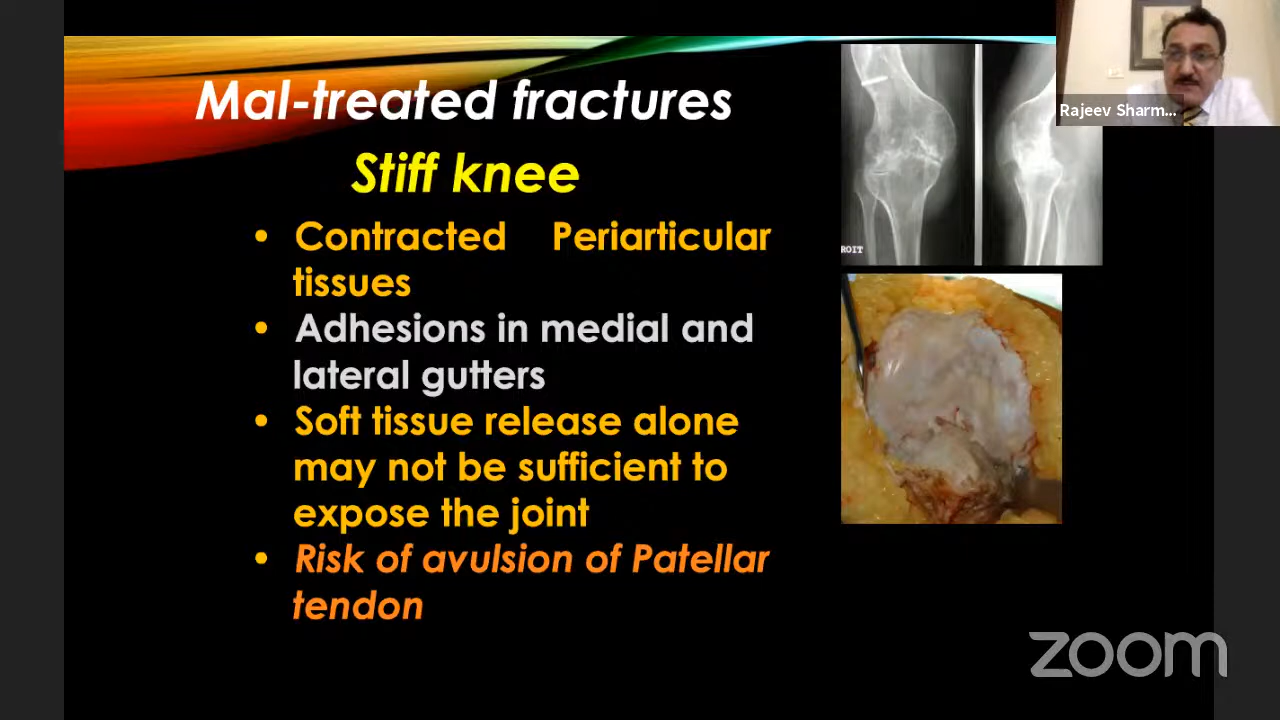 Mal-treated fractures
Stiff knee
• Contracted Periarticular
tissues
• Adhesions in medial and
lateral gutters
• Soft tissue release alone
may not be sufficient to
expose the joint
• Risk of avulsion of Patellar
tendon
ROIT
Rajeev Sharm...
zoom